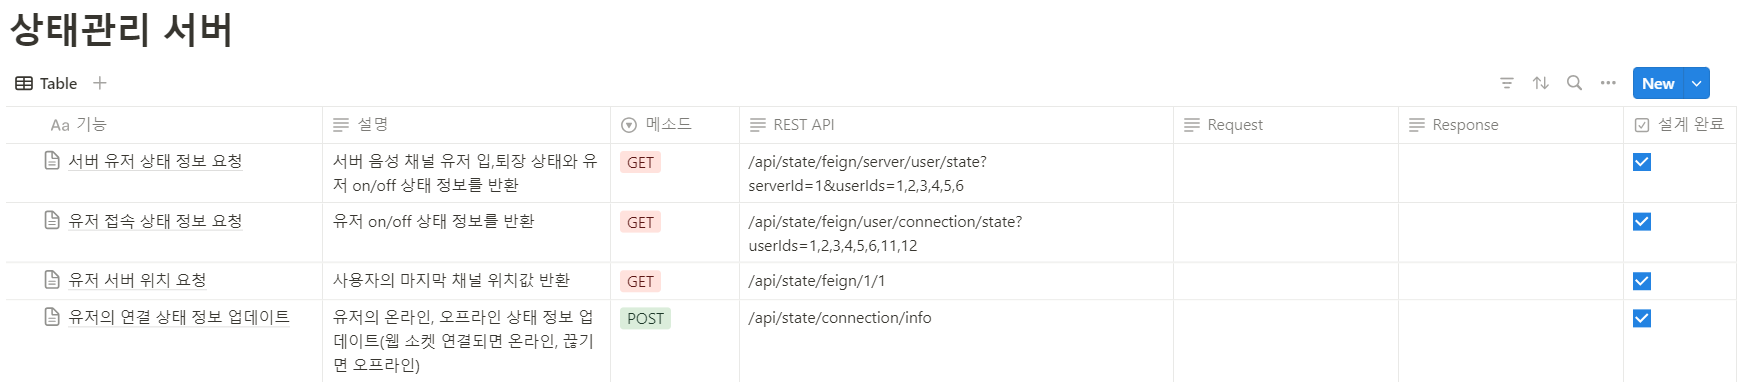 상태관리 서버
Table
New
Aa 기능 설명 메소드 REST API Request Response 설계 완료
서버 유저 상태 정보 요청 서버 음성 채널 유저 입,퇴장 상태와 유 GET /api/state/feign/server/user/state?
저 on/off 상태 정보를 반환 serverId=1&userIds=1,2,3,4,5,6
유저 접속 상태 정보 요청 유저 on/off 상태 정보를 반환 GET /api/state/feign/user/connection/state?
userIds=1,2,3,4,5,6,11,12
유저 서버 위치 요청 사용자의 마지막 채널 위치값 반환 GET /api/state/feign/1/1
유저의 연결 상태 정보 업데이트 유저의 온라인, 오프라인 상태 정보 업 POST /api/state/connection/info
데이트(웹 소켓 연결되면 온라인, 끊기
면 오프라인)